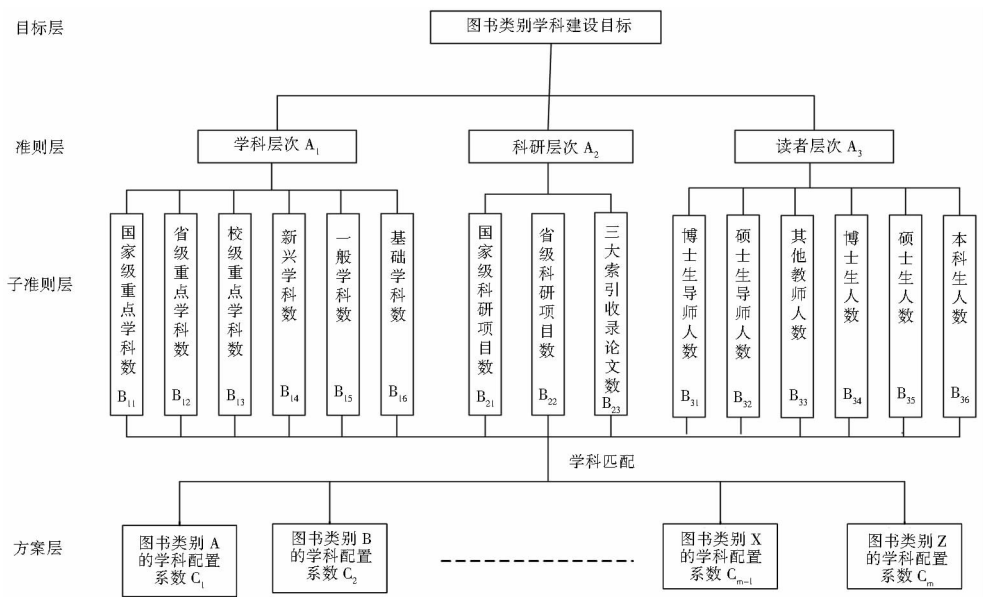 目标层
图书类别学科建设目标
准则层
学科层次 A₁
科研层次 A₂
读者层次 A₃
子准则层
国家级重点学科数 B₁₁
省级重点学科数 B₁₂
校级重点学科数 B₁₃
新兴学科数 B₁₄
一般学科数 B₁₅
基础学科数 B₁₆
国家级科研项目数 B₂₁
省级科研项目数 B₂₂
三大索引收录论文数 B₂₃
博士生导师人数 B₃₁
硕士生导师人数 B₃₂
其他教师人数 B₃₃
博士生人数 B₃₄
硕士生人数 B₃₅
本科生人数 B₃₆
学科匹配
方案层
图书类别 A
的学科配置
系数 C₁
图书类别 B
的学科配置
系数 C₂
图书类别 X
的学科配置
系数 Cₘ₋₁
图书类别 Z
的学科配置
系数 Cₘ